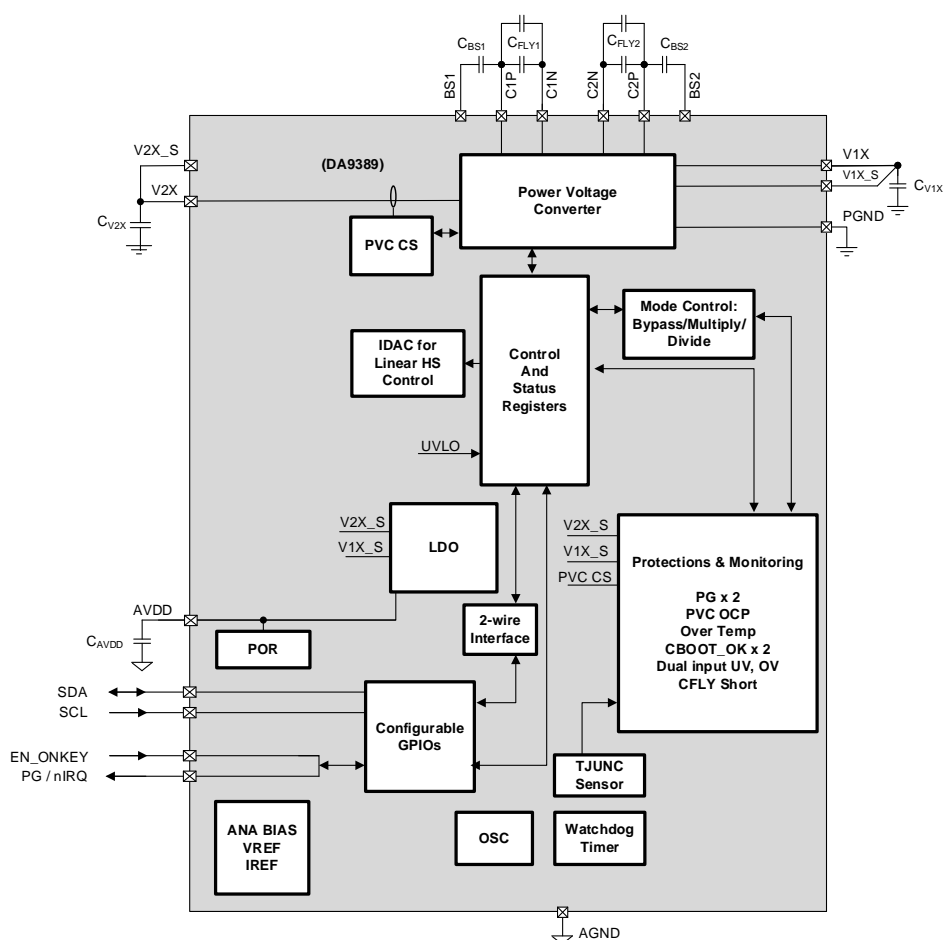 CBS1
CFLY1
CFLY2
CBS2
BS1
C1P
C1N
C2N
C2P
BS2
V2X_S
V2X
CV2X
(DA9389)
Power Voltage
Converter
V1X
V1X_S
CV1X
PGND
PVC CS
IDAC for
Linear HS
Control
Control
And
Status
Registers
Mode Control:
Bypass/Multiply/
Divide
UVLO
V2X_S
V1X_S
LDO
V2X_S
V1X_S
PVC CS
Protections & Monitoring
PG x 2
PVC OCP
Over Temp
CBOOT_OK x 2
Dual input UV, OV
CFLY Short
AVDD
CAVDD
POR
2-wire
Interface
SDA
SCL
EN_ONKEY
PG / nIRQ
Configurable
GPIOs
TJUNC
Sensor
ANA BIAS
VREF
IREF
OSC
Watchdog
Timer
AGND